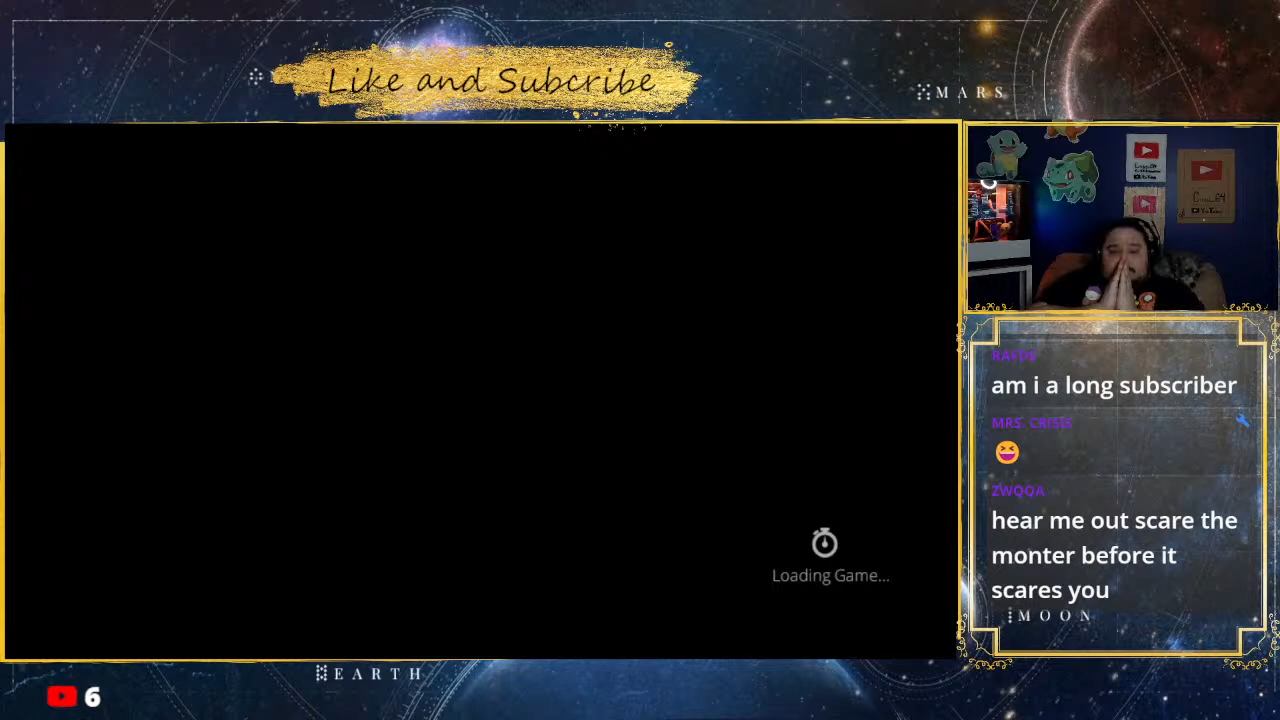 Like and Subcribe
MARS
RAFDS
am i a long subscriber
MRS. CRISIS
😆
ZWQQA
hear me out scare the
monter before it
scares you
MOON
Loading Game...
EARTH
6